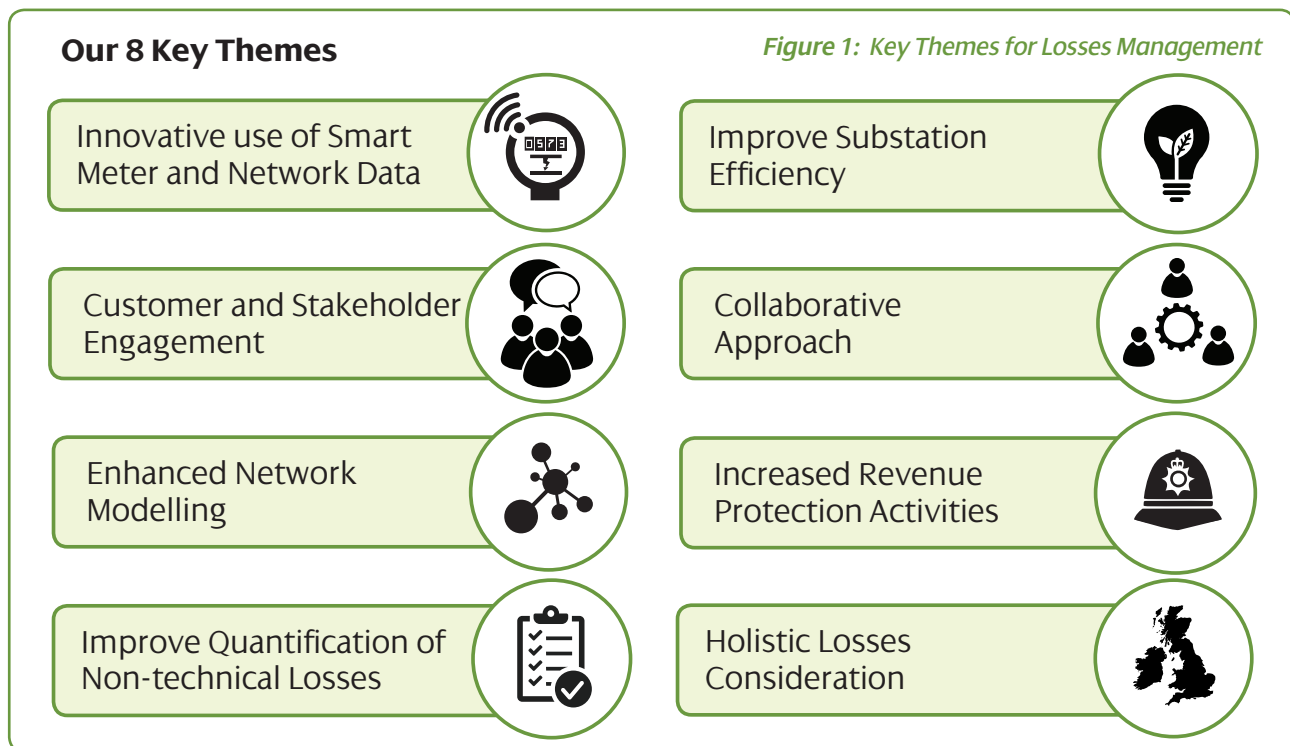 Our 8 Key Themes
Figure 1: Key Themes for Losses Management
Innovative use of Smart
Meter and Network Data
0573
Improve Substation
Efficiency
Customer and Stakeholder
Engagement
Collaborative
Approach
Enhanced Network
Modelling
Increased Revenue
Protection Activities
Improve Quantification of
Non-technical Losses
Holistic Losses
Consideration